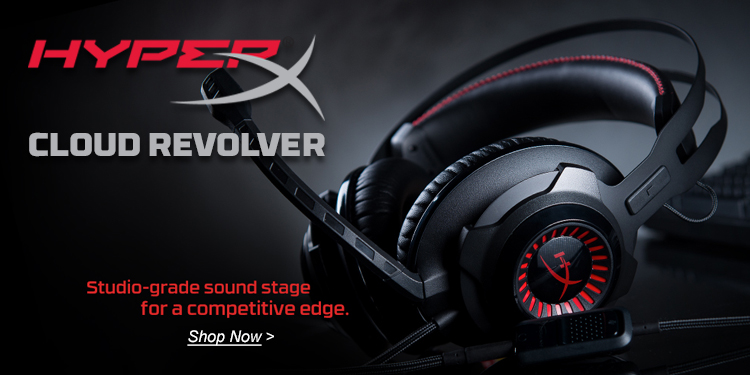 HYPERX
CLOUD REVOLVER
Studio-grade sound stage
for a competitive edge.
Shop Now >